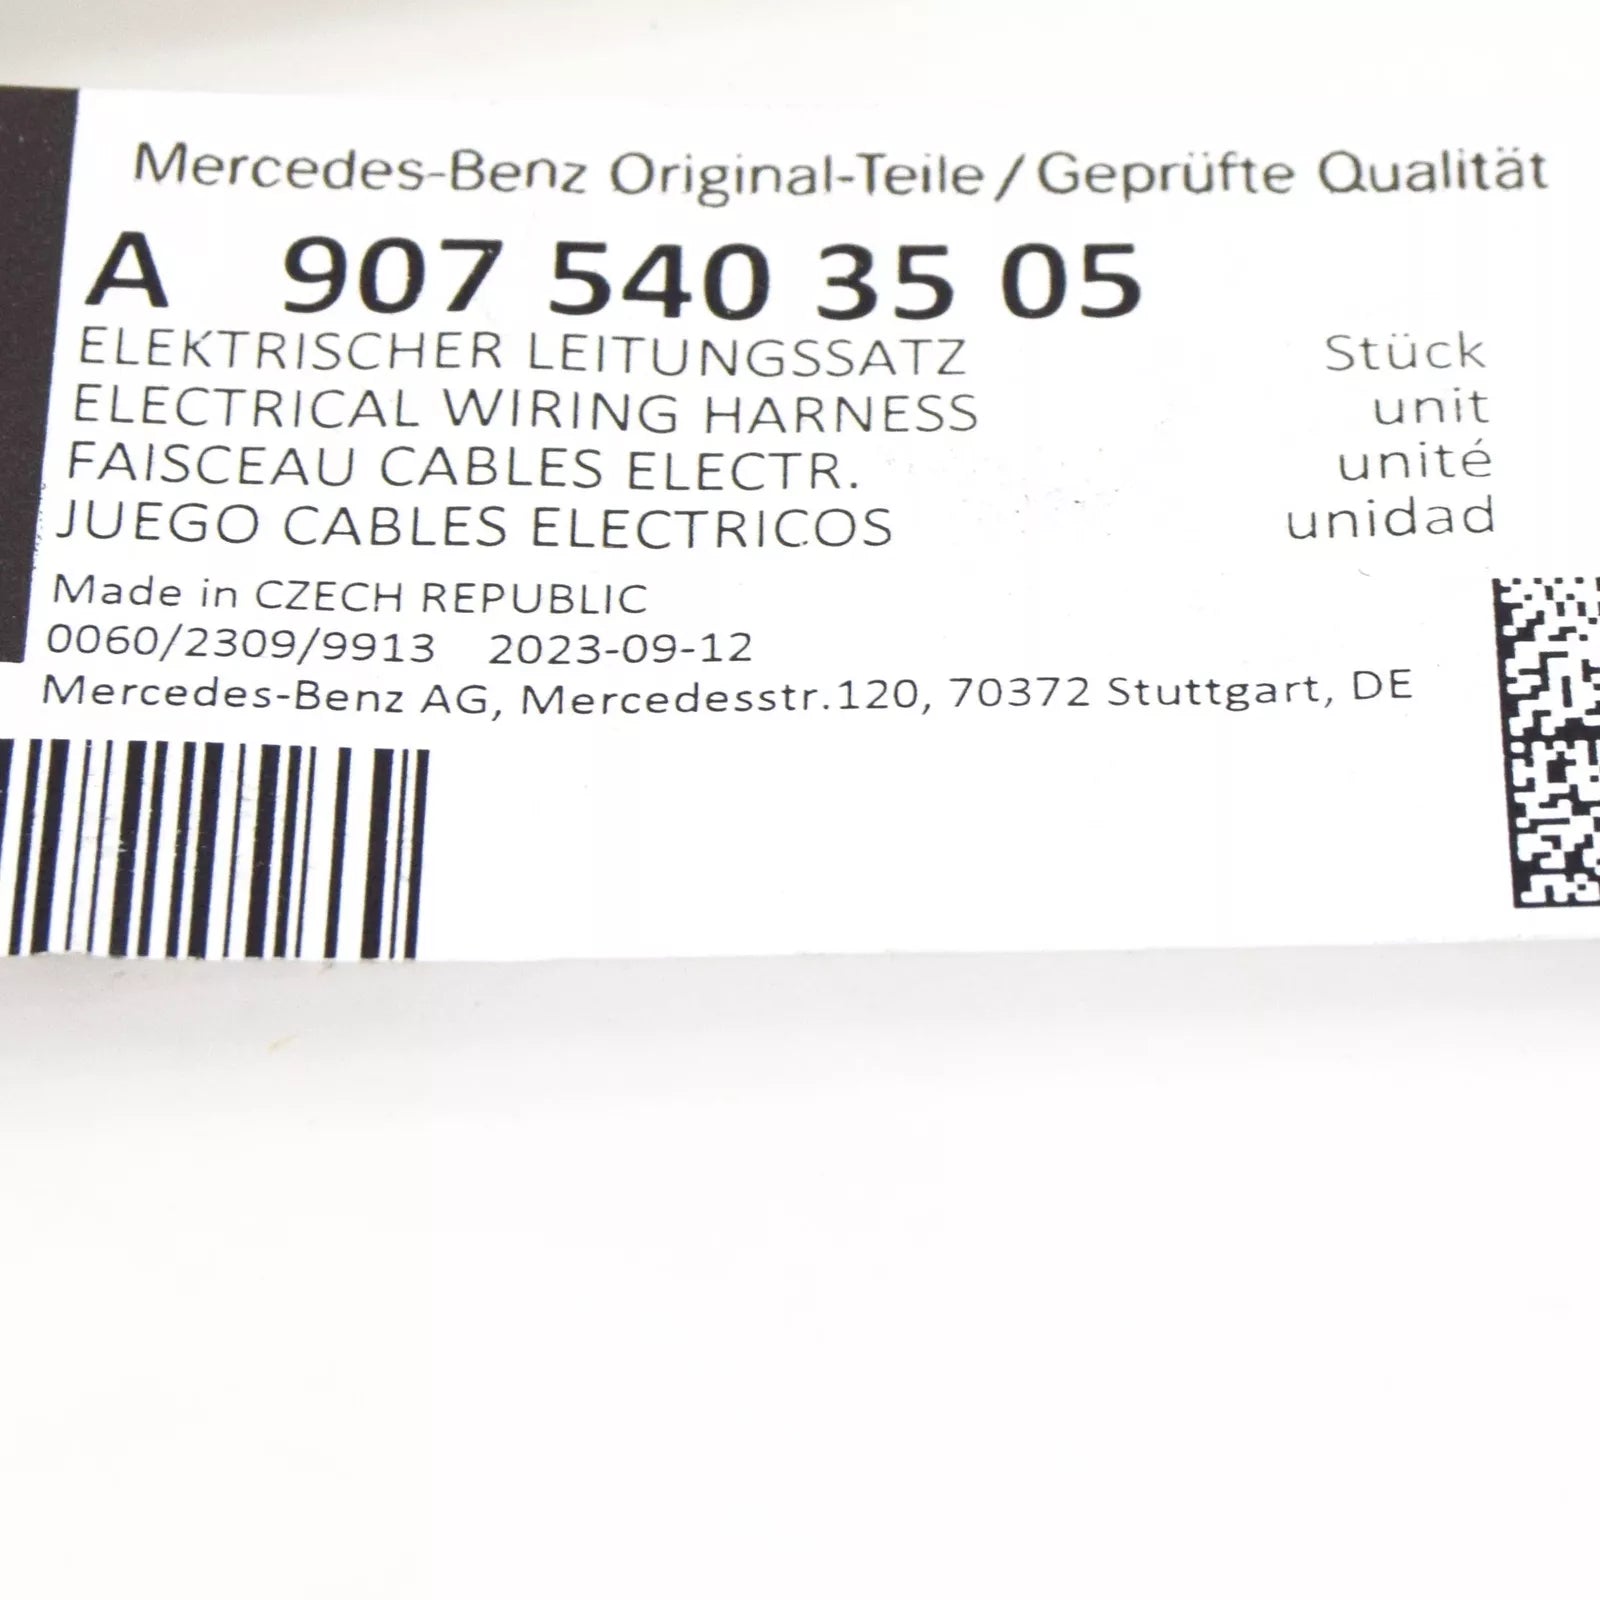 Mercedes-Benz Original-Teile / Geprüfte Qualität
A 907 540 35 05
ELEKTRISCHER LEITUNGSSATZ Stück
ELECTRICAL WIRING HARNESS unit
FAISCEAU CABLES ELECTR. unité
JUEGO CABLES ELECTRICOS unidad
Made in CZECH REPUBLIC
0060/2309/9913 2023-09-12
Mercedes-Benz AG, Mercedesstr.120, 70372 Stuttgart, DE